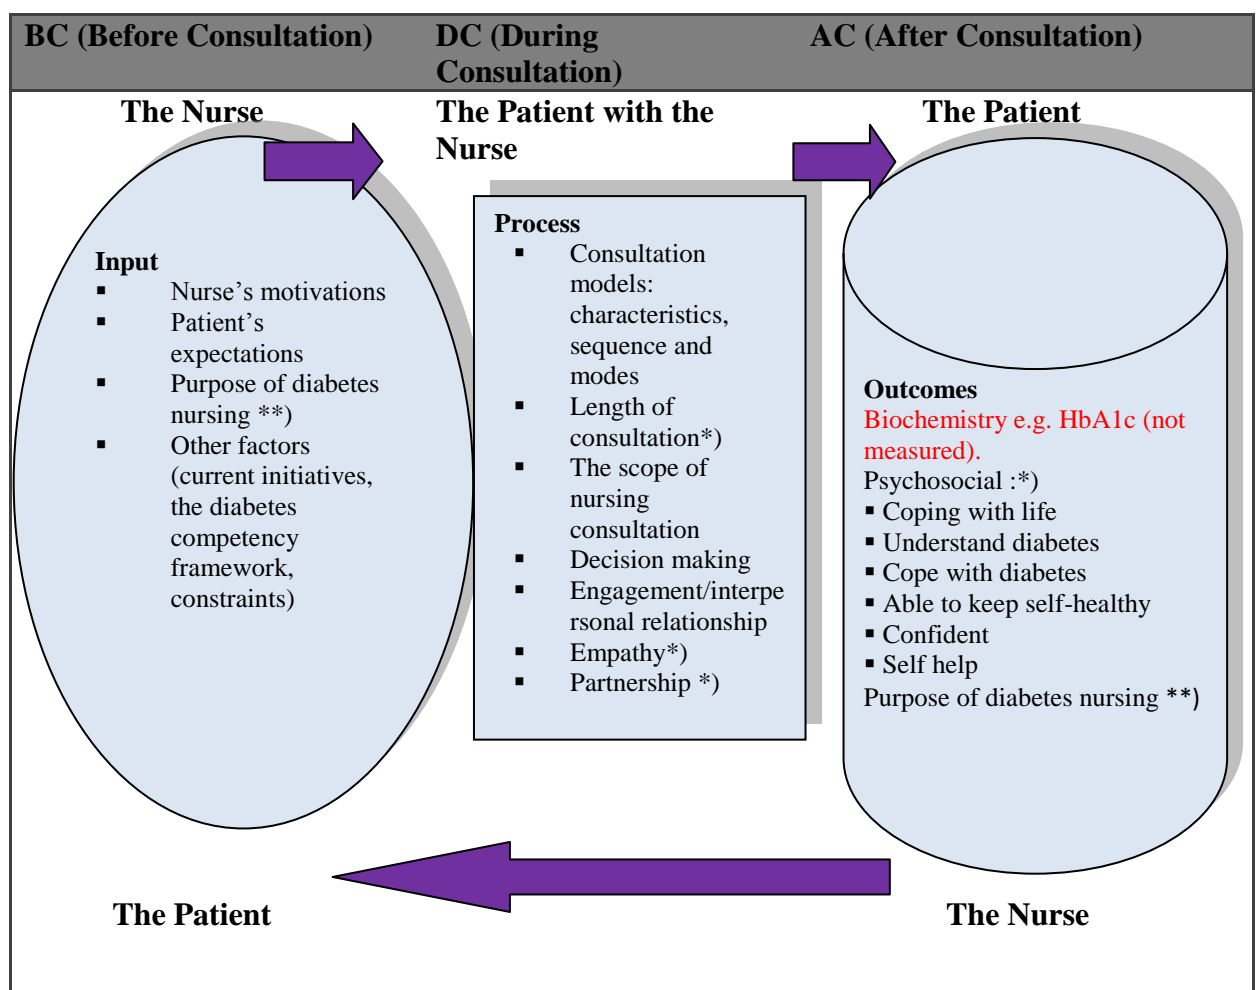 BC (Before Consultation)
DC (During
Consultation)
AC (After Consultation)
The Nurse
The Patient with the
Nurse
The Patient
Input
▪ Nurse’s motivations
▪ Patient’s
expectations
▪ Purpose of diabetes
nursing **)
▪ Other factors
(current initiatives,
the diabetes
competency
framework,
constraints)
Process
▪ Consultation
models:
characteristics,
sequence and
modes
▪ Length of
consultation*)
▪ The scope of
nursing
consultation
▪ Decision making
▪ Engagement/interpe
rsonal relationship
▪ Empathy*)
▪ Partnership *)
Outcomes
Biochemistry e.g. HbA1c (not
measured).
Psychosocial :*)
▪ Coping with life
▪ Understand diabetes
▪ Cope with diabetes
▪ Able to keep self-healthy
▪ Confident
▪ Self help
Purpose of diabetes nursing **)
The Patient
The Nurse